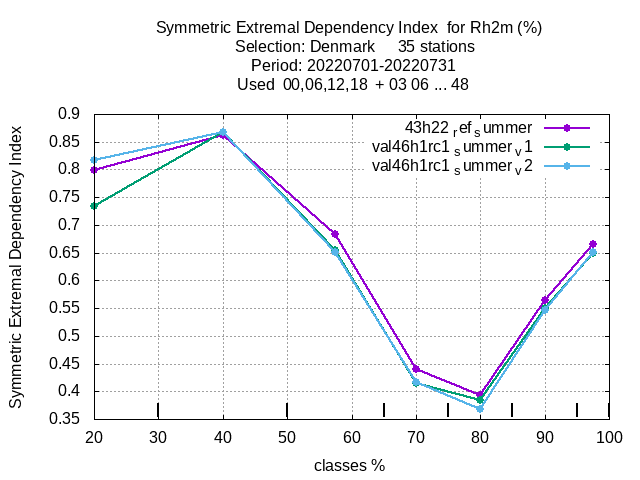 Symmetric Extremal Dependency Index  for Rh2m (%)
Selection: Denmark     35 stations
Period: 20220701-20220731
Used  00,06,12,18  + 03 06 ... 48
43h22 ref summer
val46h1rc1 summer v1
val46h1rc1 summer v2
Symmetric Extremal Dependency Index
0.9
0.85
0.8
0.75
0.7
0.65
0.6
0.55
0.5
0.45
0.4
0.35
20 30 40 50 60 70 80 90 100
classes %